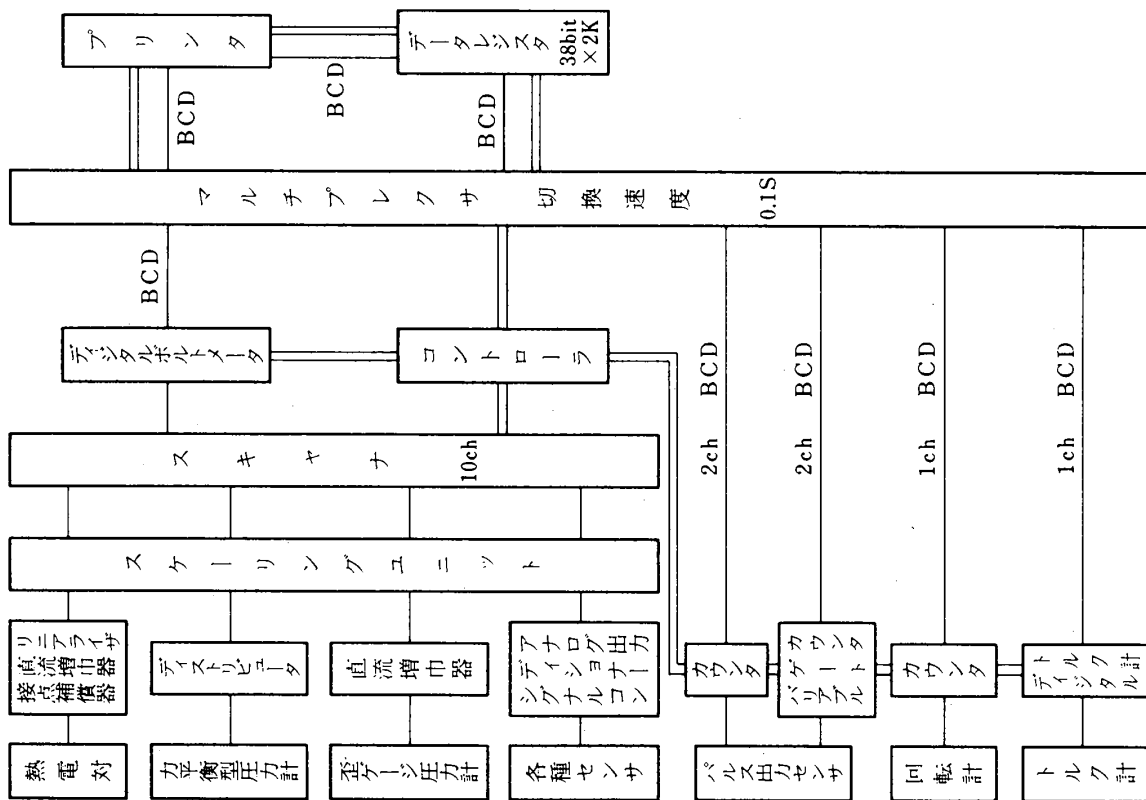 プリンタ
データレジスタ
38bit
×2K
BCD
BCD
BCD
マルチプレクサ 切換速度 0.1S
BCD
ディジタルボルトメータ
コントローラ
スキャナ 10ch
スケーリングユニット
リニアライザ
直流増巾器
接点補償器
ディストリビュータ
直流
増巾器
アナログ出力
ディショナー
シグナルコン
カウンタ
カウンタ
ゲート
バリアブル
カウンタ
トルク計
ディジタル
2ch BCD
2ch BCD
1ch BCD
1ch BCD
熱電対
力平衡型圧力計
歪ゲージ圧力計
各種センサ
パルス出力センサ
回転計
トルク計